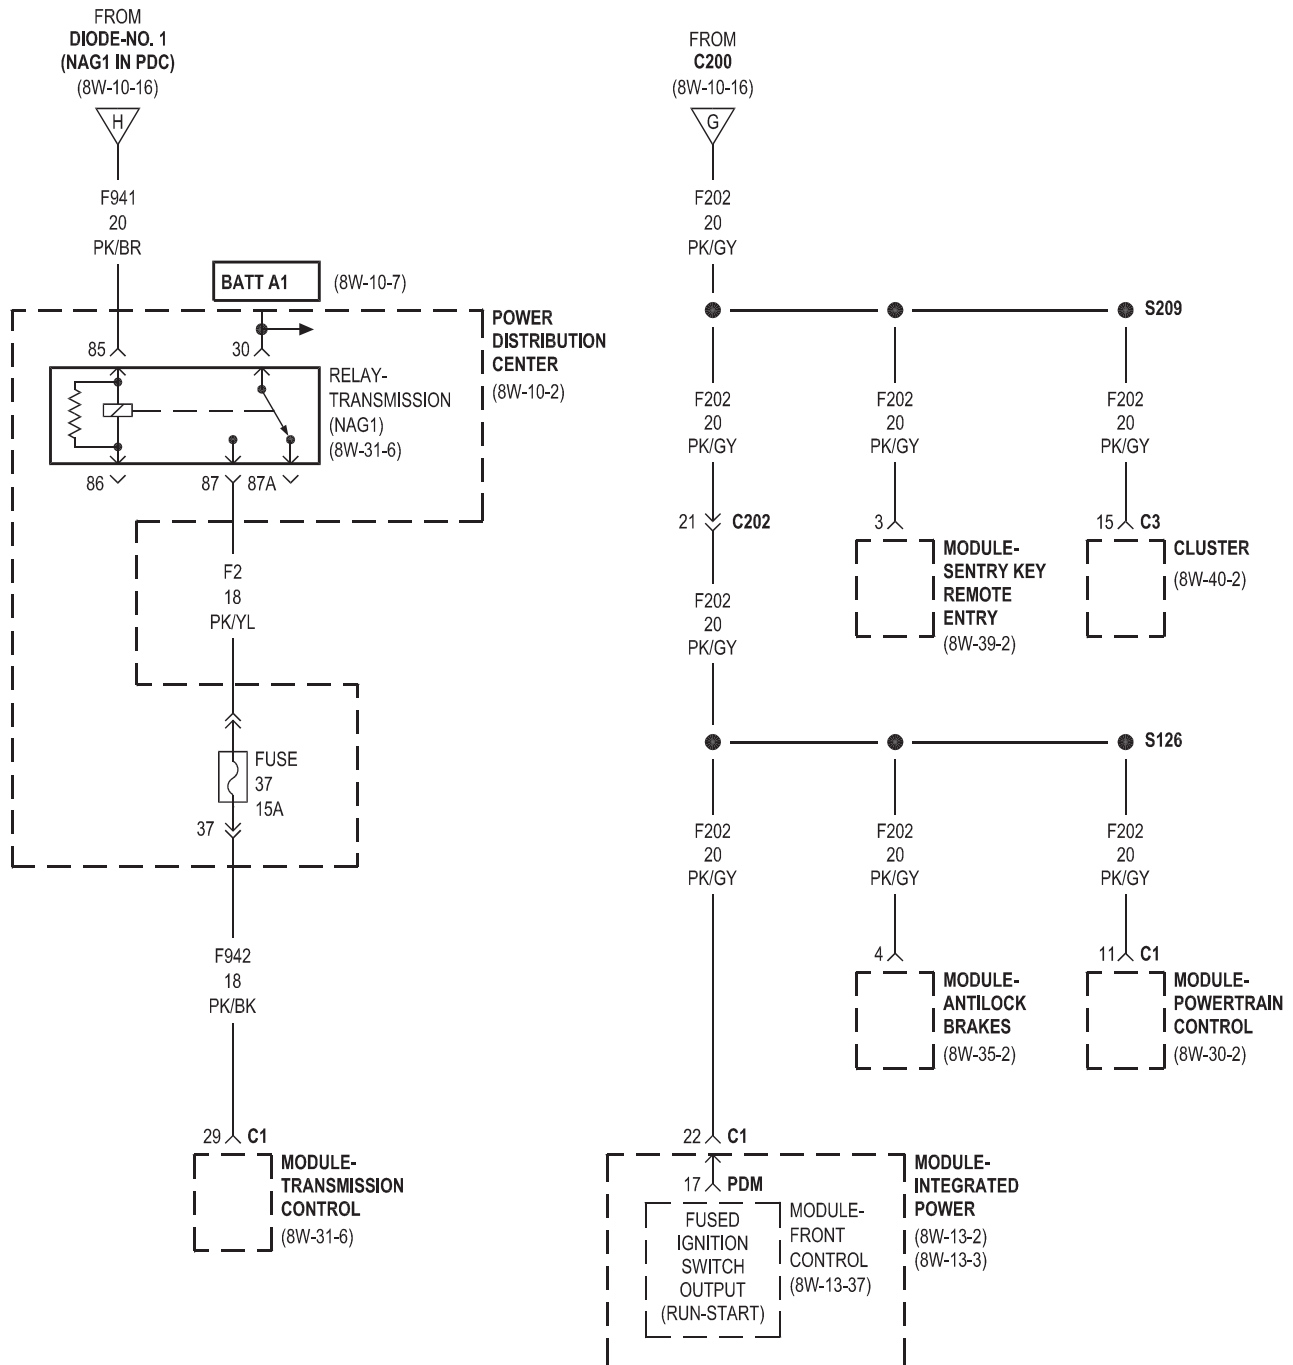 FROM
DIODE-NO. 1
(NAG1 IN PDC)
(8W-10-16)
H
F941
20
PK/BR
BATT A1
(8W-10-7)
POWER
DISTRIBUTION
CENTER
(8W-10-2)
85
30
RELAY-
TRANSMISSION
(NAG1)
(8W-31-6)
86
87
87A
F2
18
PK/YL
FUSE
37
15A
37
F942
18
PK/BK
29
C1
MODULE-
TRANSMISSION
CONTROL
(8W-31-6)
FROM
C200
(8W-10-16)
G
F202
20
PK/GY
S209
F202
20
PK/GY
F202
20
PK/GY
F202
20
PK/GY
21
C202
3
MODULE-
SENTRY KEY
REMOTE
ENTRY
(8W-39-2)
15
C3
CLUSTER
(8W-40-2)
F202
20
PK/GY
S126
F202
20
PK/GY
F202
20
PK/GY
F202
20
PK/GY
4
MODULE-
ANTILOCK
BRAKES
(8W-35-2)
11
C1
MODULE-
POWERTRAIN
CONTROL
(8W-30-2)
22
C1
17
PDM
FUSED
IGNITION
SWITCH
OUTPUT
(RUN-START)
MODULE-
FRONT
CONTROL
(8W-13-37)
MODULE-
INTEGRATED
POWER
(8W-13-2)
(8W-13-3)